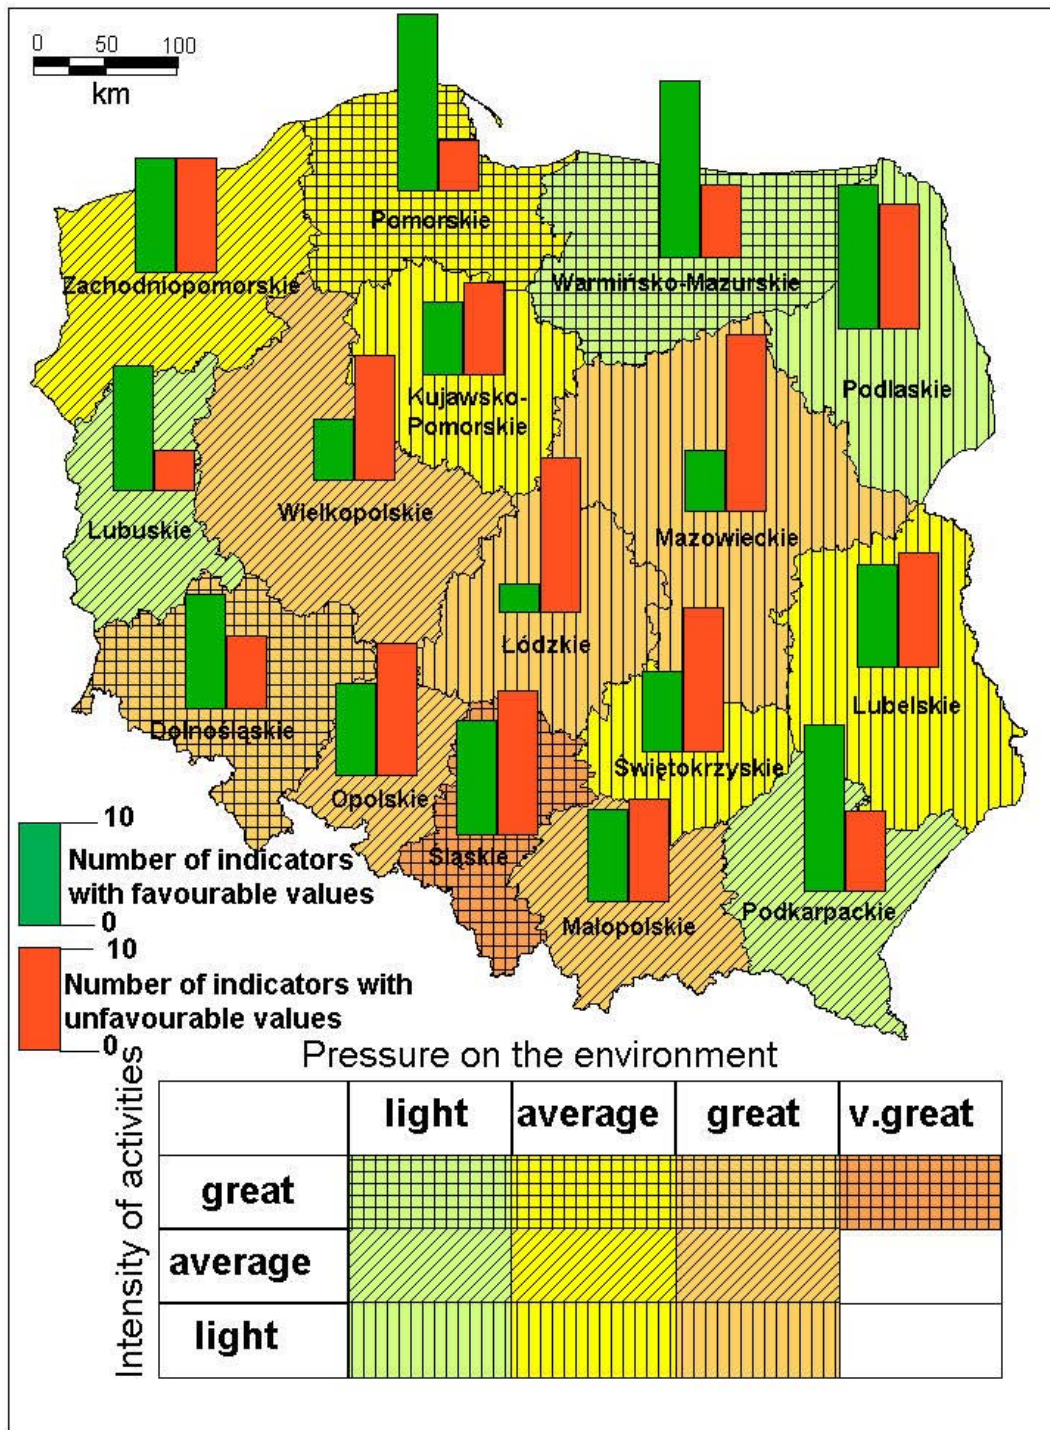 0 50 100
km
Pomorskie
Zachodniopomorskie
Warmińsko-Mazurskie
Podlaskie
Kujawsko-
Pomorskie
Wielkopolskie
Lubuskie
Mazowieckie
Łódzkie
Lubelskie
Dolnośląskie
Świętokrzyskie
Opolskie
Śląskie
Małopolskie
Podkarpackie
10
Number of indicators
with favourable values
0
10
Number of indicators with
unfavourable values
0
Pressure on the environment
Intensity of activities
light average great v.great
great
average
light